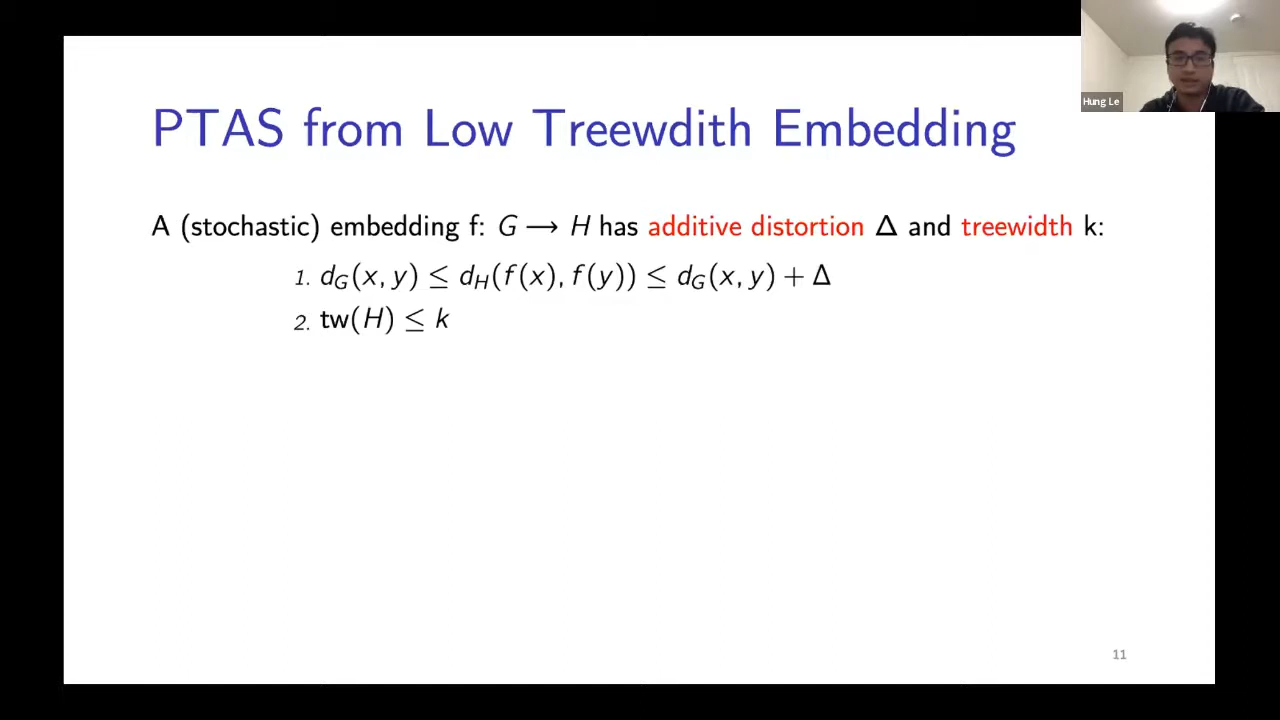 Hung Le
PTAS from Low Treewdith Embedding
A (stochastic) embedding f: G ⟶ H has additive distortion Δ and treewidth k:
1. d_G(x, y) ≤ d_H(f(x), f(y)) ≤ d_G(x, y) + Δ
2. tw(H) ≤ k
11